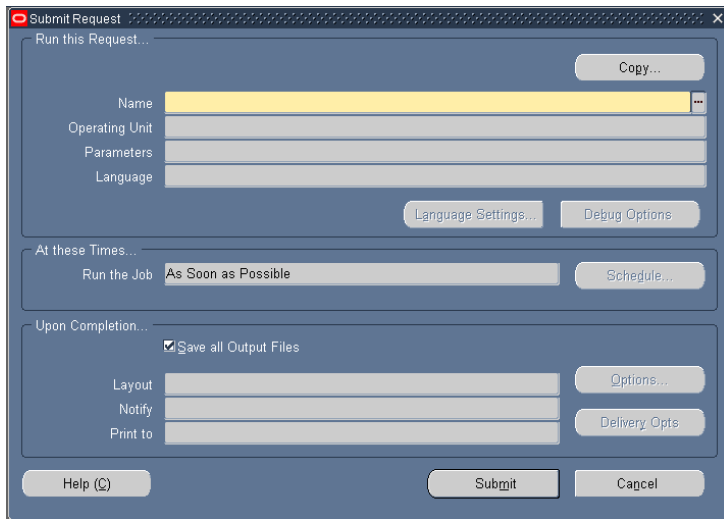 Submit Request
Run this Request...
Copy...
Name
Operating Unit
Parameters
Language
Language Settings... Debug Options
At these Times...
Run the Job As Soon as Possible Schedule...
Upon Completion...
Save all Output Files
Layout Options...
Notify
Print to Delivery Opts
Help (C) Submit Cancel